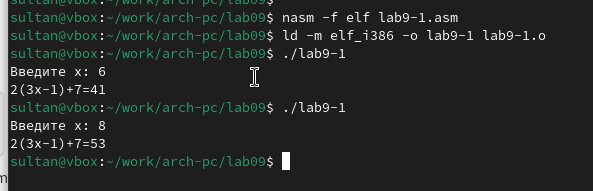 sultan@vbox:~/work/arch-pc/lab09$ nasm -f elf lab9-1.asm
sultan@vbox:~/work/arch-pc/lab09$ ld -m elf_i386 -o lab9-1 lab9-1.o
sultan@vbox:~/work/arch-pc/lab09$ ./lab9-1
Введите x: 6
2(3x-1)+7=41
sultan@vbox:~/work/arch-pc/lab09$ ./lab9-1
Введите x: 8
2(3x-1)+7=53
sultan@vbox:~/work/arch-pc/lab09$